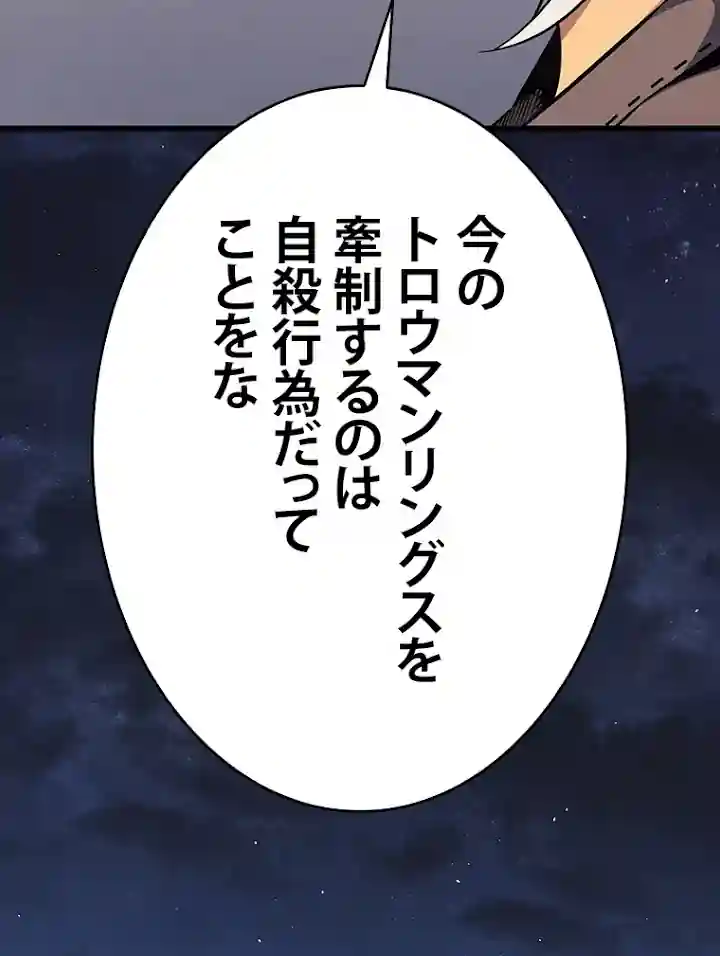 今の
トロウマンリングスを
牽制するのは
自殺行為だって
ことをな